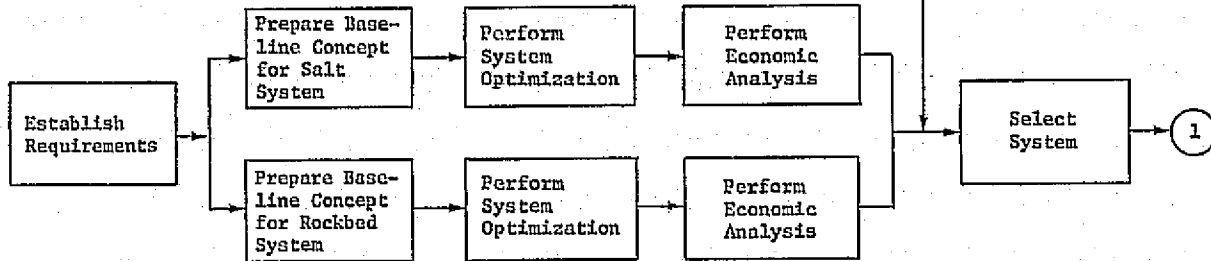 Establish
Requirements
Prepare Base-
line Concept
for Salt
System
Perform
System
Optimization
Perform
Economic
Analysis
Prepare Base-
line Concept
for Rockbed
System
Perform
System
Optimization
Perform
Economic
Analysis
Select
System
1